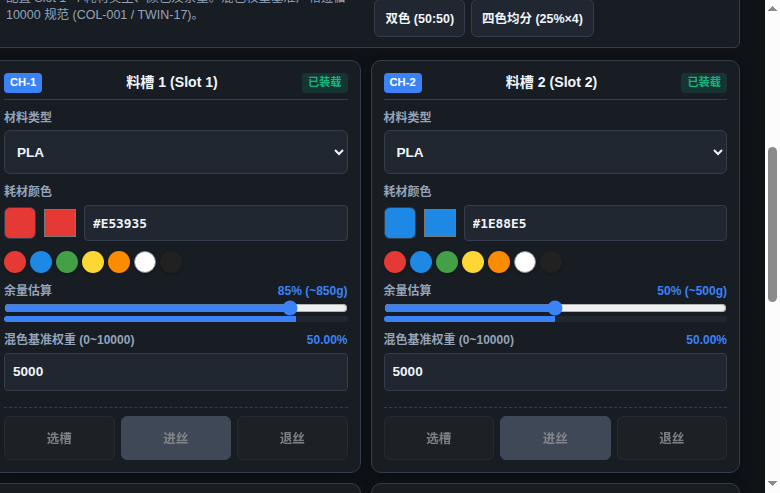 10000 规范 (COL-001 / TWIN-17)。
双色 (50:50)
四色均分 (25%×4)
CH-1
料槽 1 (Slot 1)
已装载
材料类型
PLA
耗材颜色
#E53935
余量估算
85% (~850g)
混色基准权重 (0~10000)
50.00%
5000
选槽
进丝
退丝
CH-2
料槽 2 (Slot 2)
已装载
材料类型
PLA
耗材颜色
#1E88E5
余量估算
50% (~500g)
混色基准权重 (0~10000)
50.00%
5000
选槽
进丝
退丝